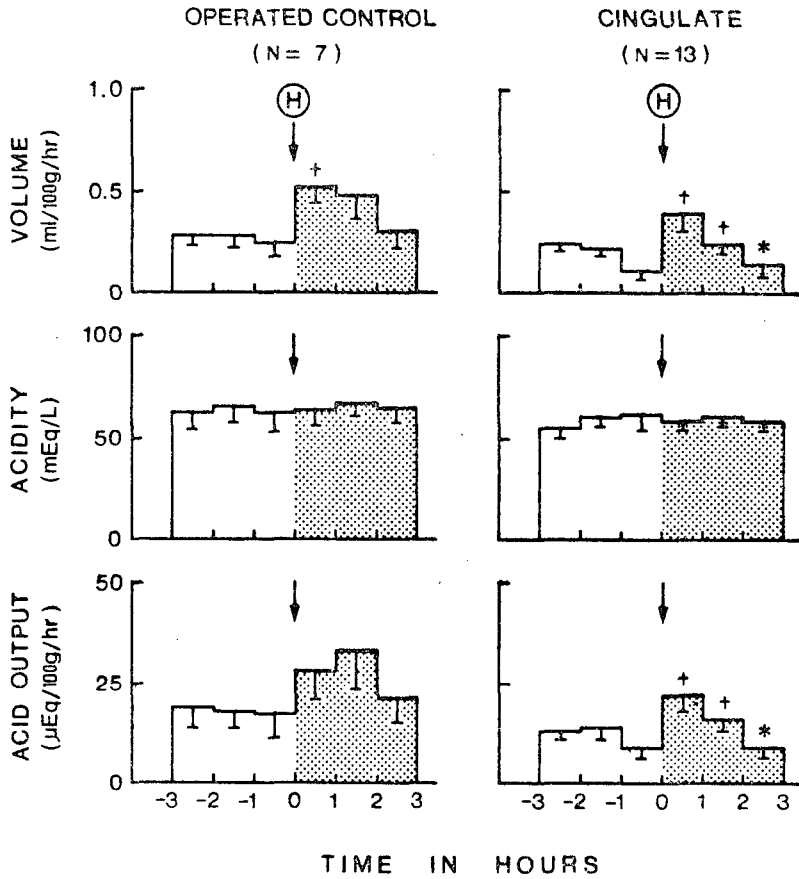 OPERATED CONTROL
(N= 7)
CINGULATE
(N=13)
H
H
VOLUME
(ml/100g/hr)
1.0
0.5
0
†
†
†
*
ACIDITY
(mEq/L)
100
50
0
ACID OUTPUT
(µEq/100g/hr)
50
25
0
†
†
*
-3 -2 -1 0 1 2 3
-3 -2 -1 0 1 2 3
TIME IN HOURS